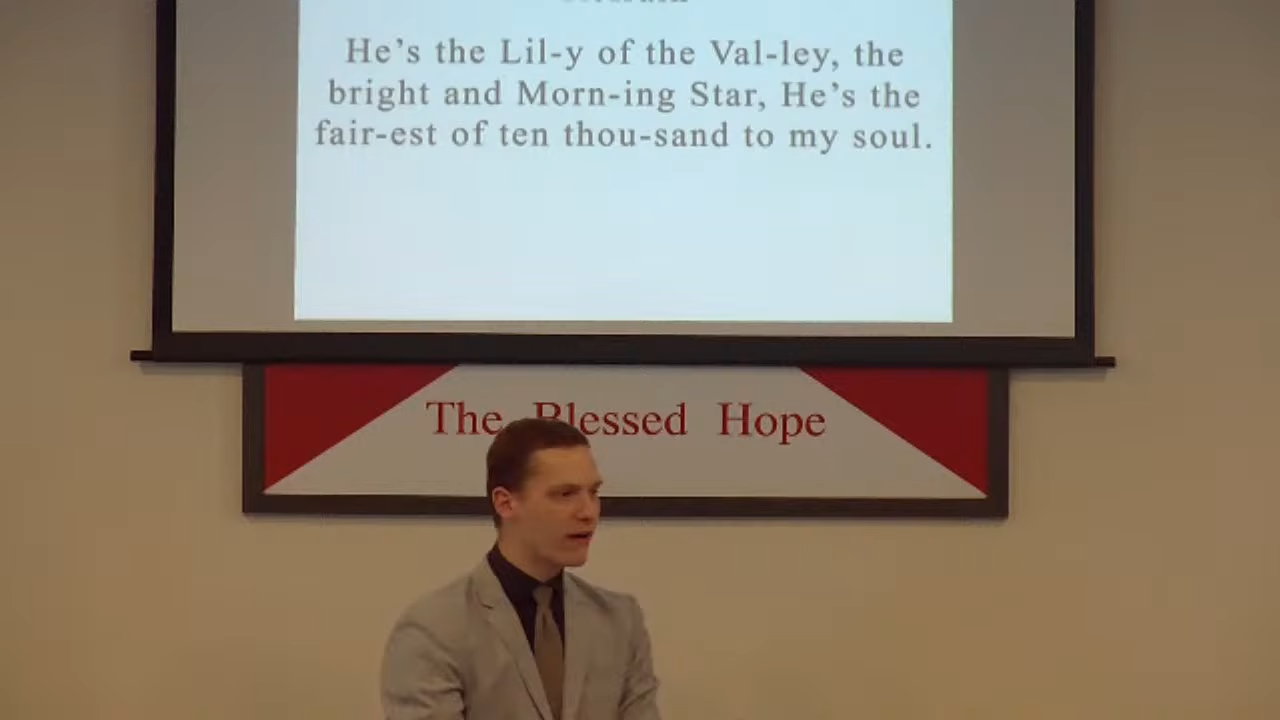 He's the Lil-y of the Val-ley, the
bright and Morn-ing Star, He's the
fair-est of ten thou-sand to my soul.
The Blessed Hope